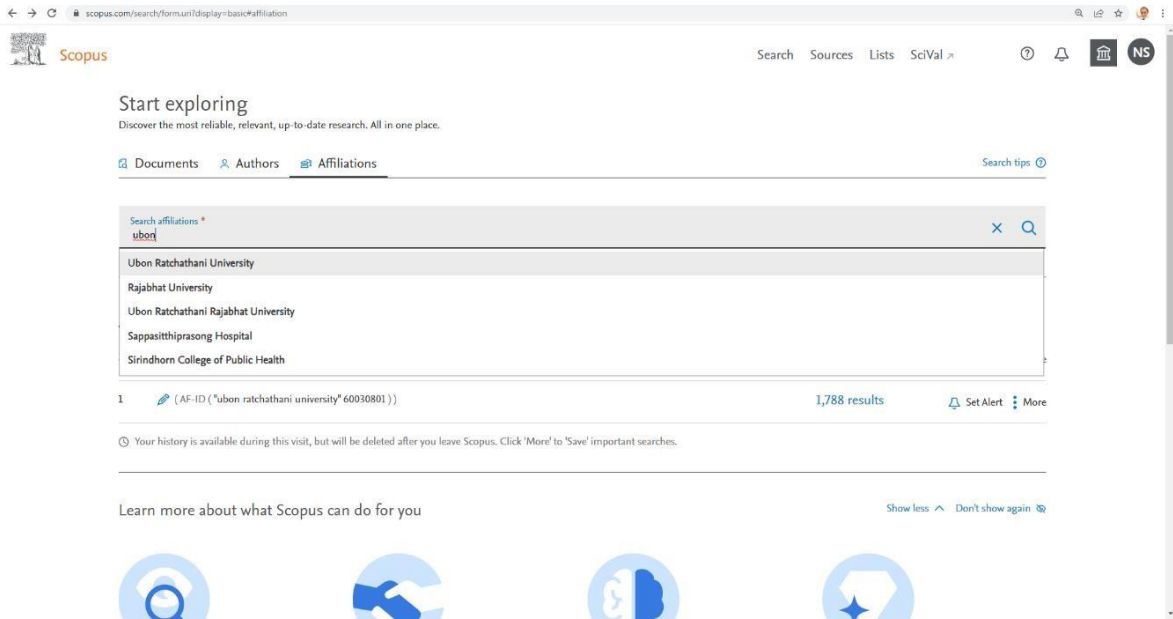 scopus.com/search/form.uri?display=basic#affiliation
Scopus
Search Sources Lists SciVal
NS
Start exploring
Discover the most reliable, relevant, up-to-date research. All in one place.
Documents Authors Affiliations
Search tips
Search affiliations *
ubon
Ubon Ratchathani University
Rajabhat University
Ubon Ratchathani Rajabhat University
Sappasitthiprasong Hospital
Sirindhorn College of Public Health
1 ( AF-ID ( "ubon ratchathani university" 60030801 ) ) 1,788 results Set Alert More
Your history is available during this visit, but will be deleted after you leave Scopus. Click 'More' to 'Save' important searches.
Learn more about what Scopus can do for you
Show less Don't show again